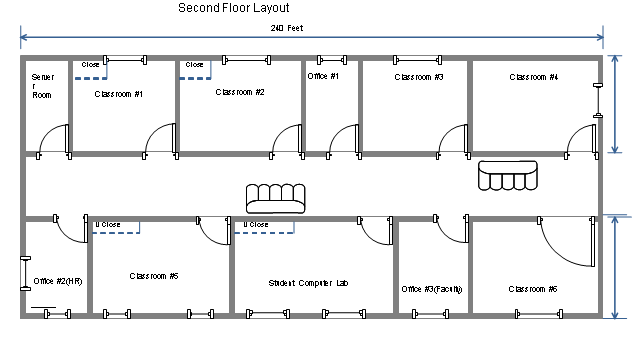 Second Floor Layout
240 Feet
Close
Close
Server
Room
Classroom #1
Classroom #2
Office #1
Classroom #3
Classroom #4
U Close
U Close
Office #2(HR)
Classroom #5
Student Computer Lab
Office #3(Faculty)
Classroom #6